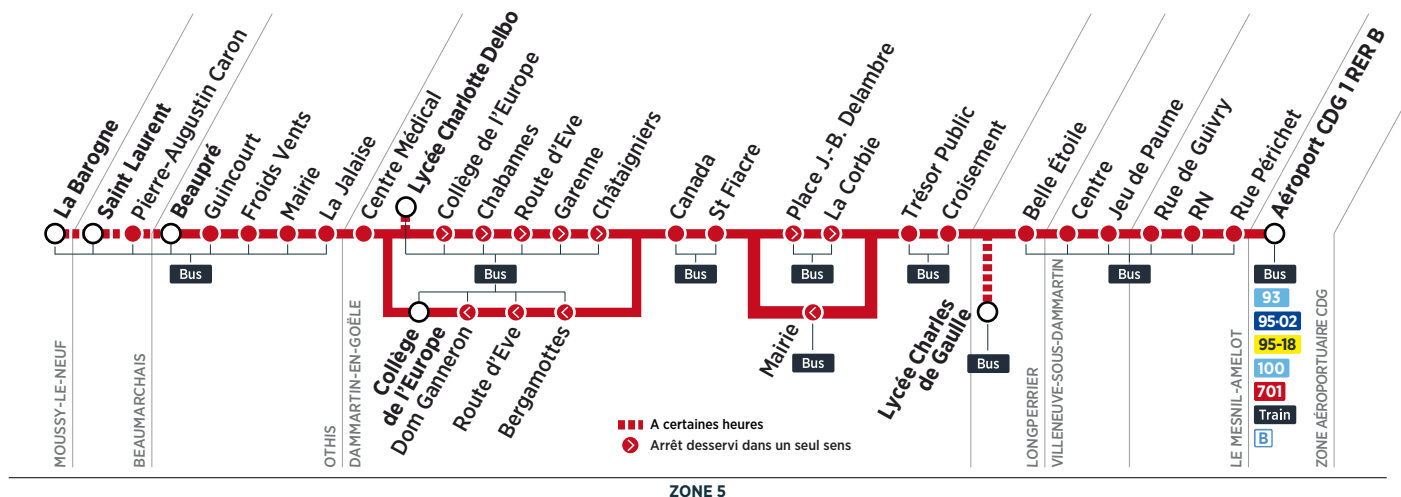 La Barogne
Saint Laurent
Pierre-Augustin Caron
Beaupré
Guincourt
Froids Vents
Mairie
La Jalaise
Centre Médical
Lycée Charlotte Delbo
Collège de l'Europe
Chabannes
Route d'Eve
Garenne
Châtaigniers
Canada
St Fiacre
Place J.-B. Delambre
La Corbie
Trésor Public
Croisement
Belle Étoile
Centre
Jeu de Paume
Rue de Guivry
RN
Rue Périchet
Aéroport CDG 1 RER B
Bus
Bus
Bus
Bus
Bus
Bus
Bus
93
95-02
95-18
100
701
Train
B
Collège
de l'Europe
Dom Ganneron
Route d'Eve
Bergamottes
Mairie
Bus
Lycée Charles
de Gaulle
Bus
MOUSSY-LE-NEUF
BEAUMARCHAIS
OTHIS
DAMMARTIN-EN-GOËLE
LONGPERRIER
VILLENEUVE-SOUS-DAMMARTIN
LE MESNIL-AMELOT
ZONE AÉROPORTUAIRE CDG
A certaines heures
Arrêt desservi dans un seul sens
ZONE 5